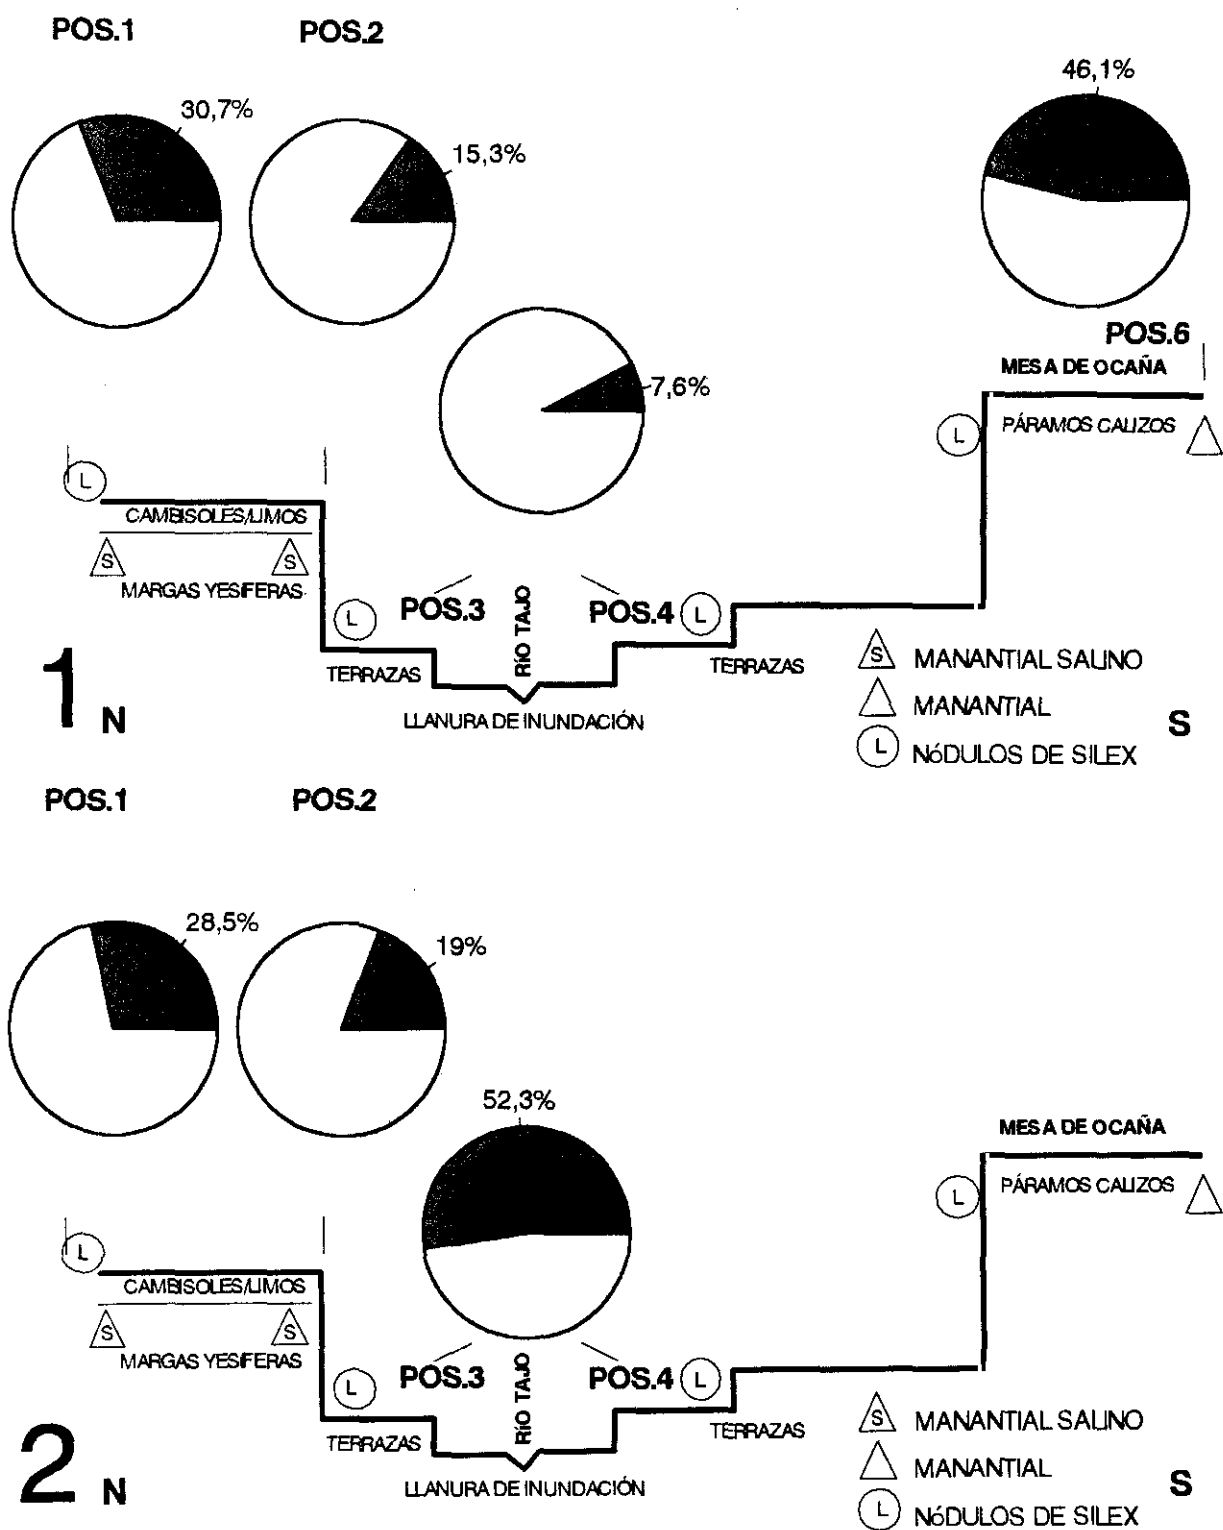 POS.1 POS.2
46,1%
30,7%
15,3%
POS.6
MESA DE OCAÑA
7,6%
L PÁRAMOS CALIZOS
L
CAMBISOLES/LIMOS
S S
MARGAS YESIFERAS
L POS.3 RÍO TAJO POS.4 L
TERRAZAS TERRAZAS
S MANANTIAL SALINO
1 N LLANURA DE INUNDACIÓN MANANTIAL S
L NóDULOS DE SILEX
POS.1 POS.2
28,5%
19%
52,3%
MESA DE OCAÑA
L PÁRAMOS CALIZOS
L
CAMBISOLES/LIMOS
S S
MARGAS YESIFERAS
L POS.3 RÍO TAJO POS.4 L
TERRAZAS TERRAZAS
S MANANTIAL SALINO
2 N LLANURA DE INUNDACIÓN MANANTIAL S
L NóDULOS DE SILEX